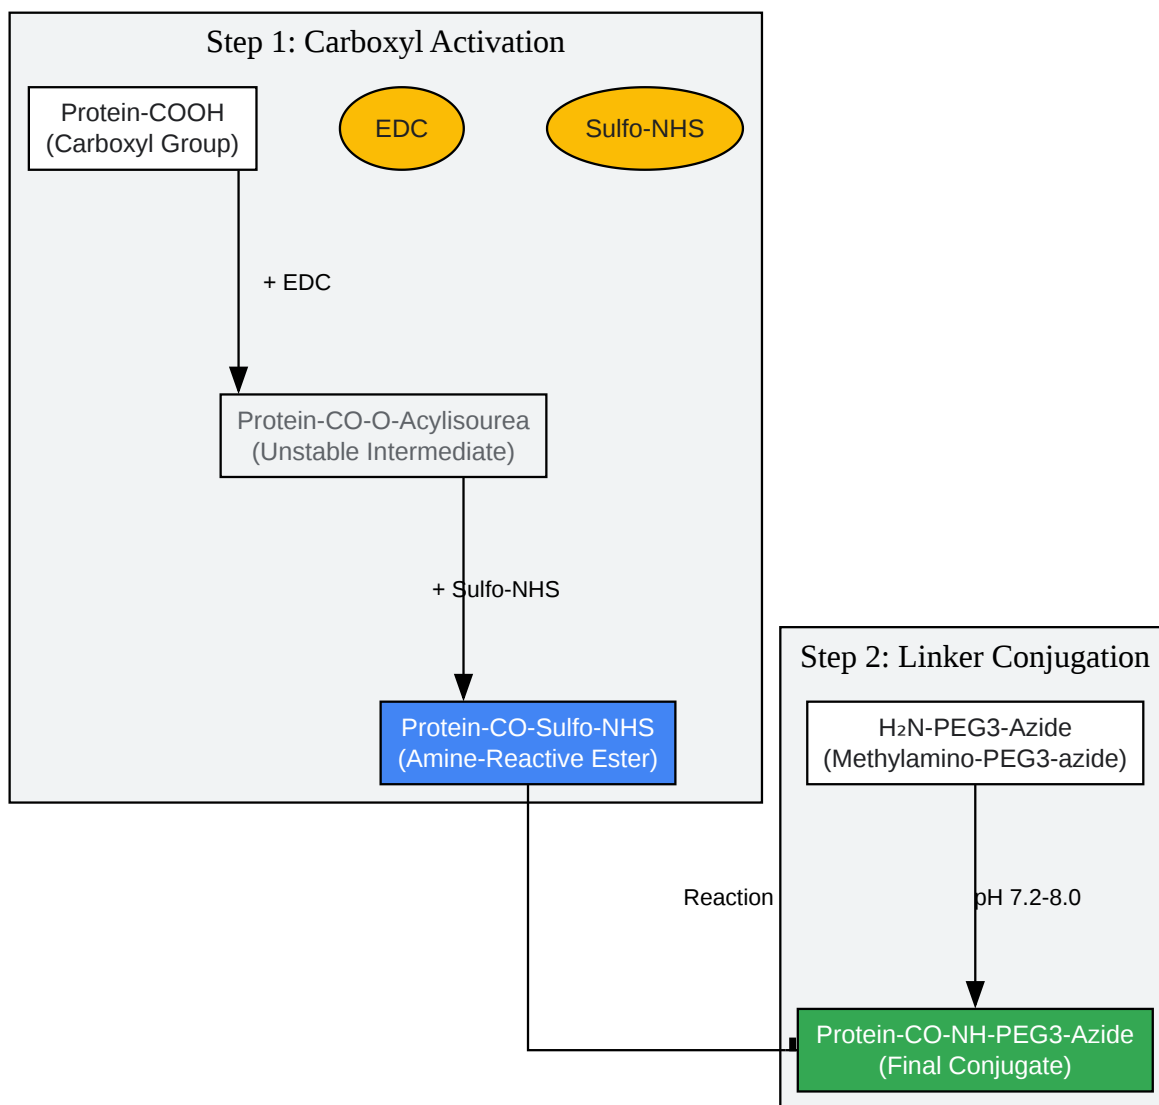 Step 1: Carboxyl Activation
Protein-COOH
(Carboxyl Group)
EDC
Sulfo-NHS
+ EDC
Protein-CO-O-Acylisourea
(Unstable Intermediate)
+ Sulfo-NHS
Protein-CO-Sulfo-NHS
(Amine-Reactive Ester)
Step 2: Linker Conjugation
H₂N-PEG3-Azide
(Methylamino-PEG3-azide)
Reaction
pH 7.2-8.0
Protein-CO-NH-PEG3-Azide
(Final Conjugate)